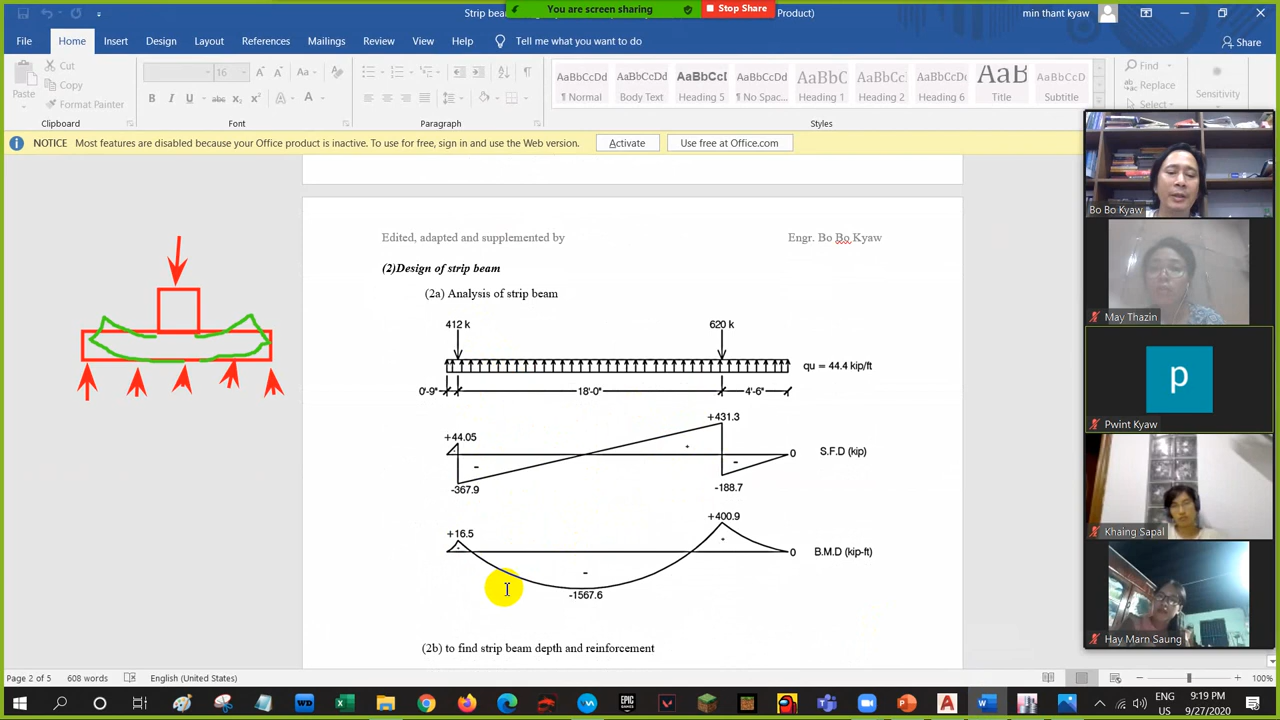 Strip bea
Product)
You are screen sharing
Stop Share
min thant kyaw
File Home Insert Design Layout References Mailings Review View Help Tell me what you want to do Share
Paste
Cut
Copy
Format Painter
16
Aa
B I U abc x₂ x²
A
AaBbCcDd AaBbCcDd AaBbCcI AaBbCcDd AaBbC AaBbCcD AaBbCcD AaB AaBbCcDd
¶ Normal Body Text Heading 5 ¶ No Spac... Heading 1 Heading 2 Heading 6 Title Subtitle
Find
Replace
Select
Sensitivity
Clipboard Font Paragraph Styles
NOTICE Most features are disabled because your Office product is inactive. To use for free, sign in and use the Web version. Activate Use free at Office.com
Edited, adapted and supplemented by Engr. Bo Bo Kyaw
(2)Design of strip beam
(2a) Analysis of strip beam
412 k 620 k
qu = 44.4 kip/ft
0'-9" 18'-0" 4'-6"
+431.3
+44.05
+
-
+
-
0 S.F.D (kip)
-367.9 -188.7
+400.9
+16.5
+
+
0 B.M.D (kip-ft)
-
-1567.6
(2b) to find strip beam depth and reinforcement
Bo Bo Kyaw
May Thazin
p
Pwint Kyaw
Khaing Sapal
Hay Marn Saung
Page 2 of 5 608 words English (United States) 100%
ENG
US
9:19 PM
9/27/2020